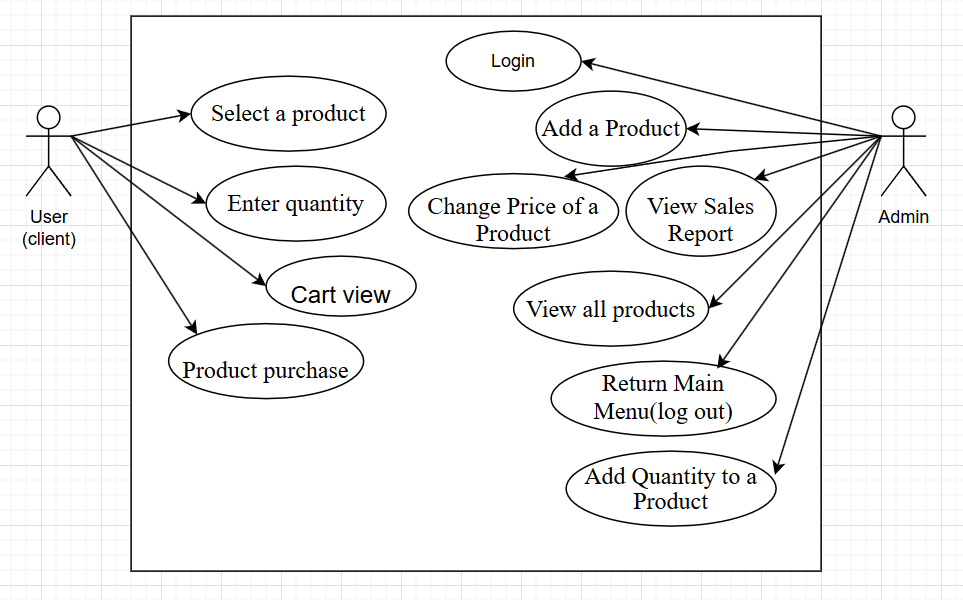 Login
Select a product
Add a Product
Enter quantity
Change Price of a
Product
View Sales
Report
User
(client)
Admin
Cart view
View all products
Product purchase
Return Main
Menu(log out)
Add Quantity to a
Product